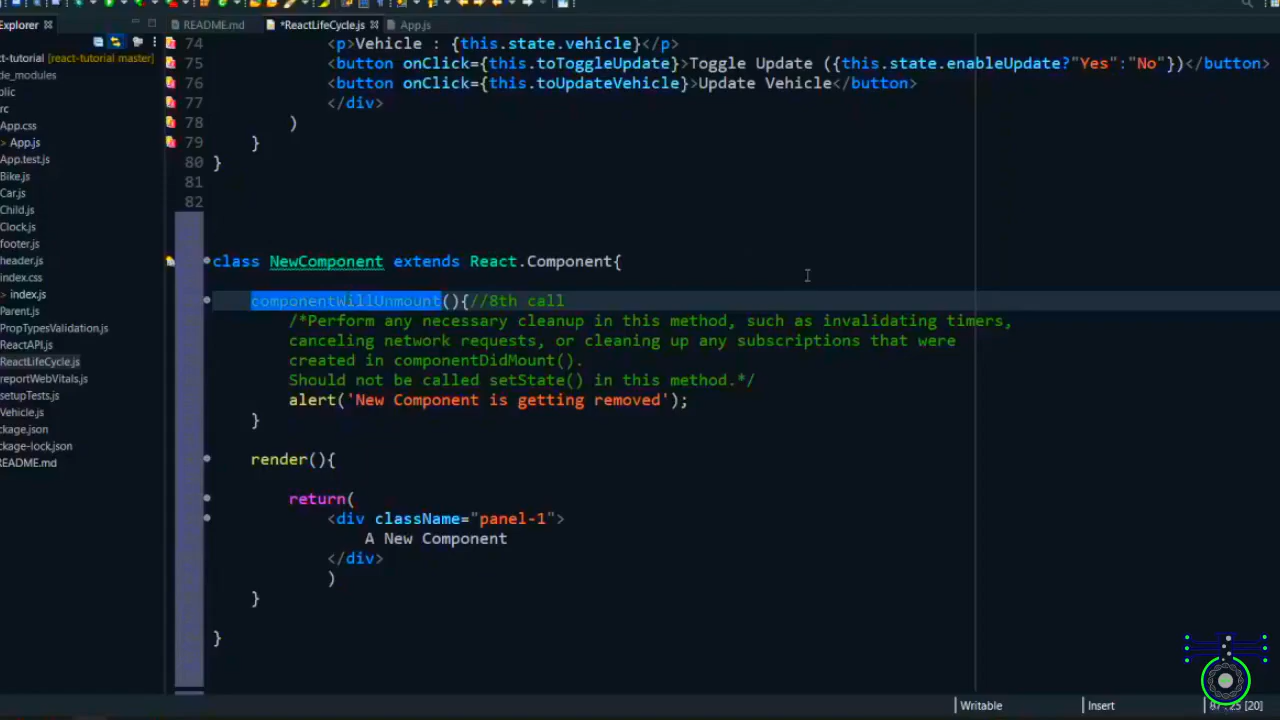 README.md
*ReactLifeCycle.js
App.js
Explorer
ct-tutorial [react-tutorial master]
de_modules
blic
rc
App.css
> App.js
App.test.js
Bike.js
Car.js
Child.js
Clock.js
footer.js
header.js
index.css
> index.js
Parent.js
PropTypesValidation.js
ReactAPI.js
ReactLifeCycle.js
reportWebVitals.js
setupTests.js
Vehicle.js
ckage.json
ckage-lock.json
README.md
74 <p>Vehicle : {this.state.vehicle}</p>
75 <button onClick={this.toToggleUpdate}>Toggle Update ({this.state.enableUpdate?"Yes":"No"})</button>
76 <button onClick={this.toUpdateVehicle}>Update Vehicle</button>
77 </div>
78 )
79 }
80 }
81
82
class NewComponent extends React.Component{
componentWillUnmount(){//8th call
/*Perform any necessary cleanup in this method, such as invalidating timers,
canceling network requests, or cleaning up any subscriptions that were
created in componentDidMount().
Should not be called setState() in this method.*/
alert('New Component is getting removed');
}
render(){
return(
<div className="panel-1">
A New Component
</div>
)
}
}
Writable
Insert
87 : 25 [20]